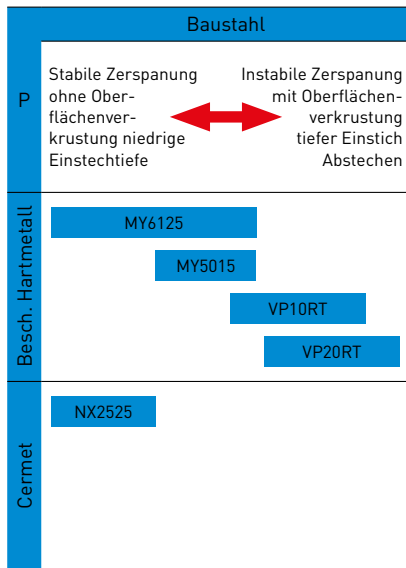 Baustahl
P
Stabile Zerspanung
ohne Ober-
flächenver-
krustung niedrige
Einstechtiefe
Instabile Zerspanung
mit Oberflächen-
verkrustung
tiefer Einstich
Abstechen
Besch. Hartmetall
MY6125
MY5015
VP10RT
VP20RT
Cermet
NX2525